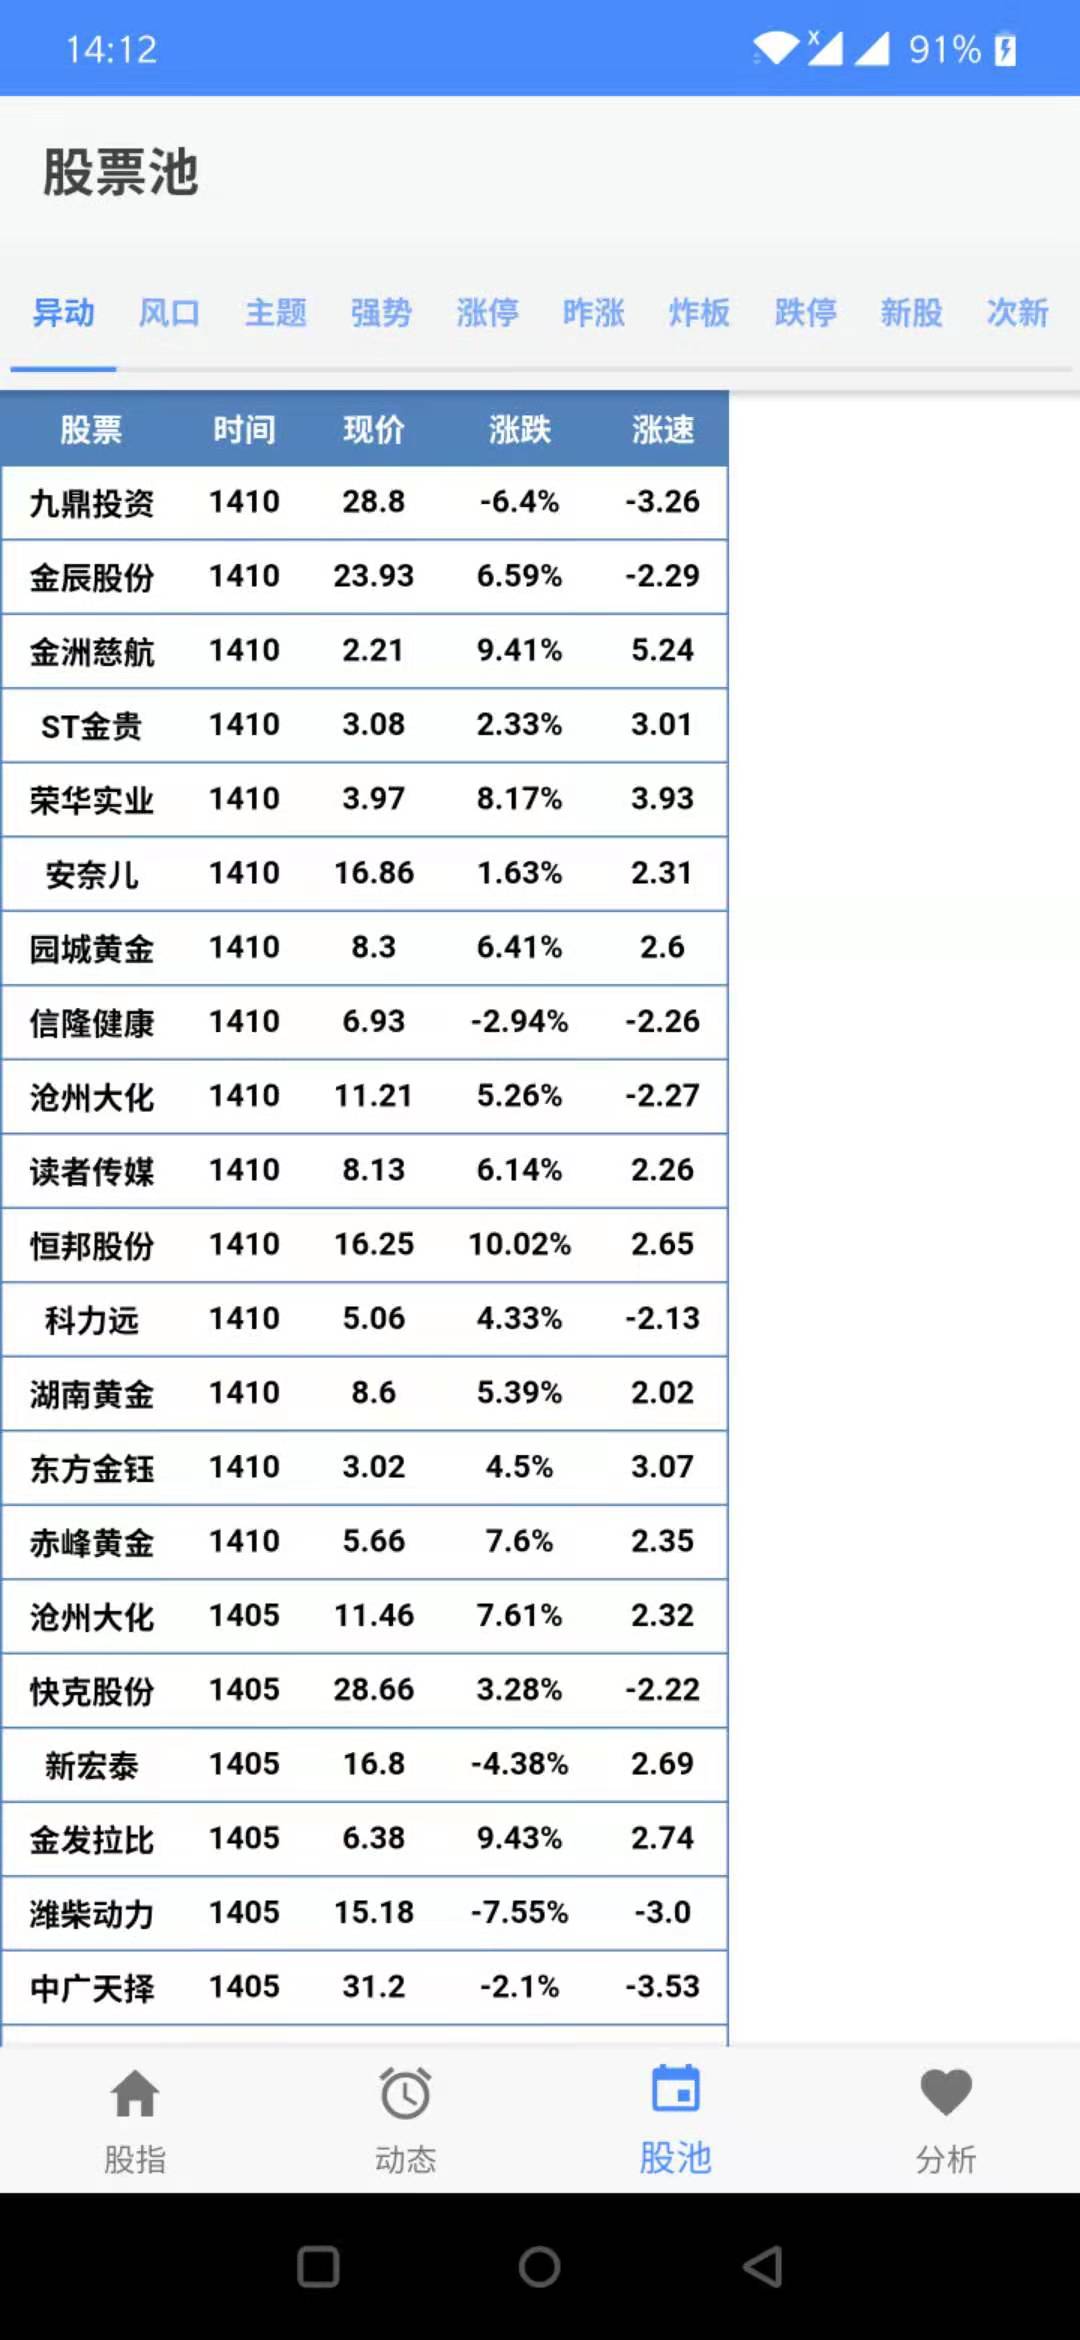 14:12 x 91%
股票池
异动 风口 主题 强势 涨停 昨涨 炸板 跌停 新股 次新
股票 时间 现价 涨跌 涨速
九鼎投资 1410 28.8 -6.4% -3.26
金辰股份 1410 23.93 6.59% -2.29
金洲慈航 1410 2.21 9.41% 5.24
ST金贵 1410 3.08 2.33% 3.01
荣华实业 1410 3.97 8.17% 3.93
安奈儿 1410 16.86 1.63% 2.31
园城黄金 1410 8.3 6.41% 2.6
信隆健康 1410 6.93 -2.94% -2.26
沧州大化 1410 11.21 5.26% -2.27
读者传媒 1410 8.13 6.14% 2.26
恒邦股份 1410 16.25 10.02% 2.65
科力远 1410 5.06 4.33% -2.13
湖南黄金 1410 8.6 5.39% 2.02
东方金钰 1410 3.02 4.5% 3.07
赤峰黄金 1410 5.66 7.6% 2.35
沧州大化 1405 11.46 7.61% 2.32
快克股份 1405 28.66 3.28% -2.22
新宏泰 1405 16.8 -4.38% 2.69
金发拉比 1405 6.38 9.43% 2.74
潍柴动力 1405 15.18 -7.55% -3.0
中广天择 1405 31.2 -2.1% -3.53
股指 动态 股池 分析